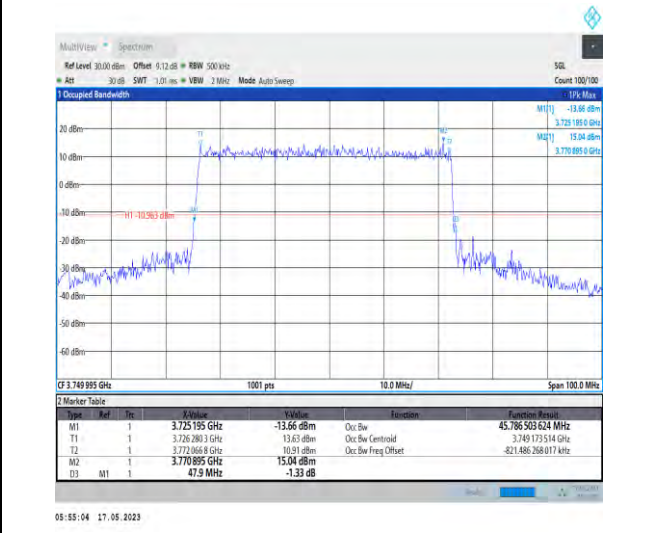 MultiView Spectrum
Ref Level 30.00 dBm Offset 9.12 dB RBW 500 kHz SGL
Att 30 dB SWT 1.01 ms VBW 2 MHz Mode Auto Sweep Count 100/100
1 Occupied Bandwidth 1Pk Max
M1[1] -13.66 dBm
3.725 195 0 GHz
M2[1] 15.04 dBm
3.770 895 0 GHz
20 dBm
10 dBm
0 dBm
-10 dBm
H1 -10.963 dBm
-20 dBm
-30 dBm
-40 dBm
-50 dBm
-60 dBm
T1
M2
T2
M1
D3
CF 3.749 995 GHz 1001 pts 10.0 MHz/ Span 100.0 MHz
2 Marker Table
Type Ref Trc X-Value Y-Value Function Function Result
M1 1 3.725 195 GHz -13.66 dBm Occ Bw 45.786 503 624 MHz
T1 1 3.726 280 3 GHz 13.63 dBm Occ Bw Centroid 3.749 173 514 GHz
T2 1 3.772 066 8 GHz 10.91 dBm Occ Bw Freq Offset -821.486 268 017 kHz
M2 1 3.770 895 GHz 15.04 dBm
D3 M1 1 47.9 MHz -1.33 dB
05:55:04 17.05.2023